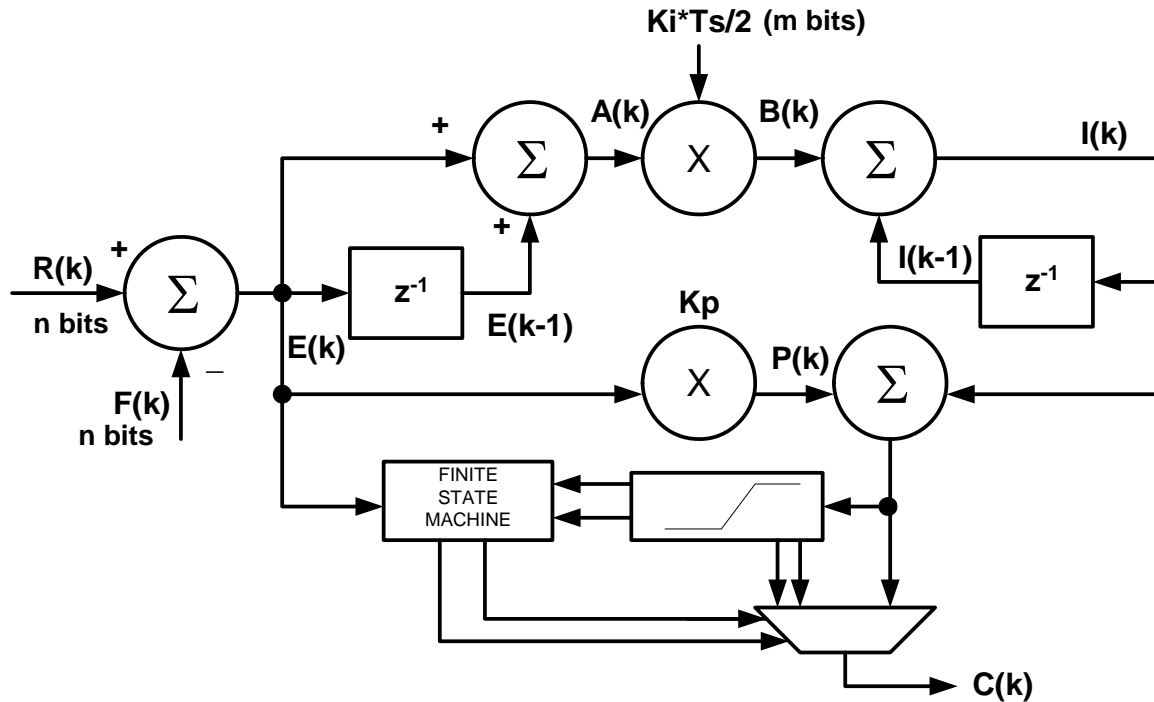 Ki*Ts/2 (m bits)
+
A(k)
B(k)
Σ
X
Σ
I(k)
+
+
R(k)
Σ
z⁻¹
I(k-1)
z⁻¹
n bits
E(k-1)
Kp
E(k)
−
P(k)
X
Σ
F(k)
n bits
FINITE
STATE
MACHINE
C(k)